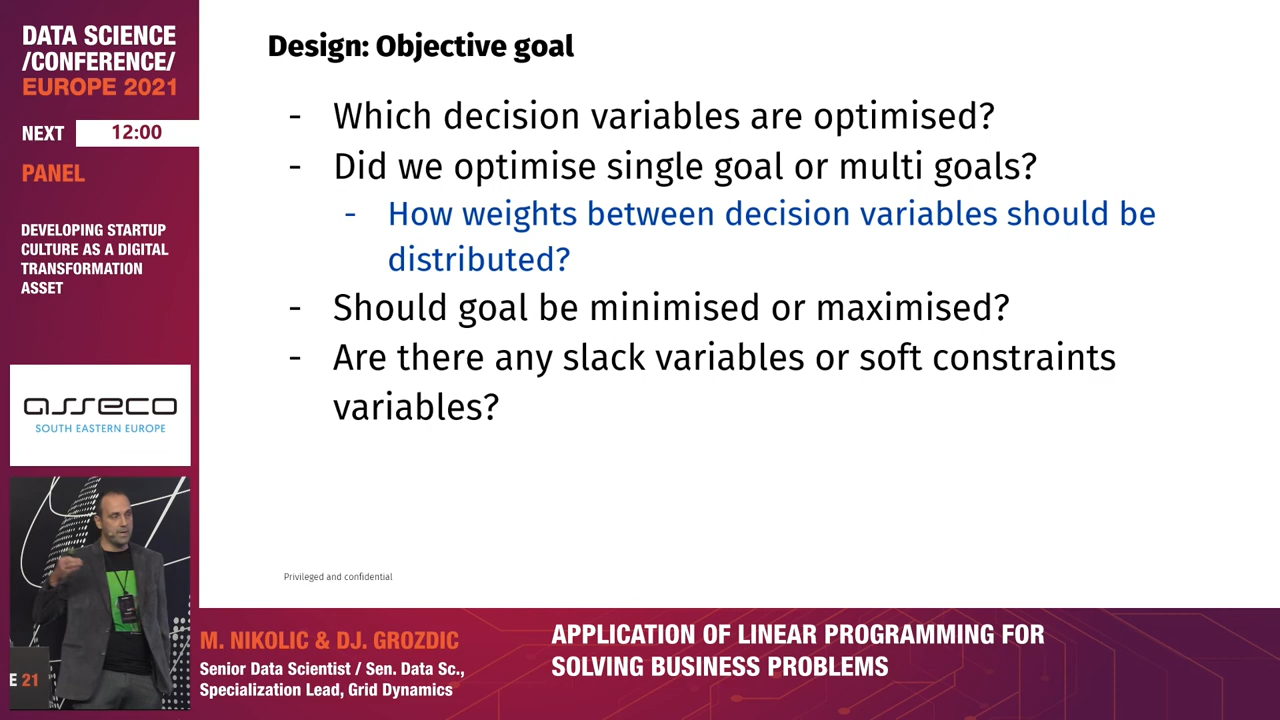 DATA SCIENCE
/CONFERENCE/
EUROPE 2021
NEXT 12:00
PANEL
DEVELOPING STARTUP
CULTURE AS A DIGITAL
TRANSFORMATION
ASSET
asseco
SOUTH EASTERN EUROPE
E 21
Design: Objective goal
- Which decision variables are optimised?
- Did we optimise single goal or multi goals?
- How weights between decision variables should be
distributed?
- Should goal be minimised or maximised?
- Are there any slack variables or soft constraints
variables?
Privileged and confidential
M. NIKOLIC & DJ. GROZDIC
Senior Data Scientist / Sen. Data Sc.,
Specialization Lead, Grid Dynamics
APPLICATION OF LINEAR PROGRAMMING FOR
SOLVING BUSINESS PROBLEMS